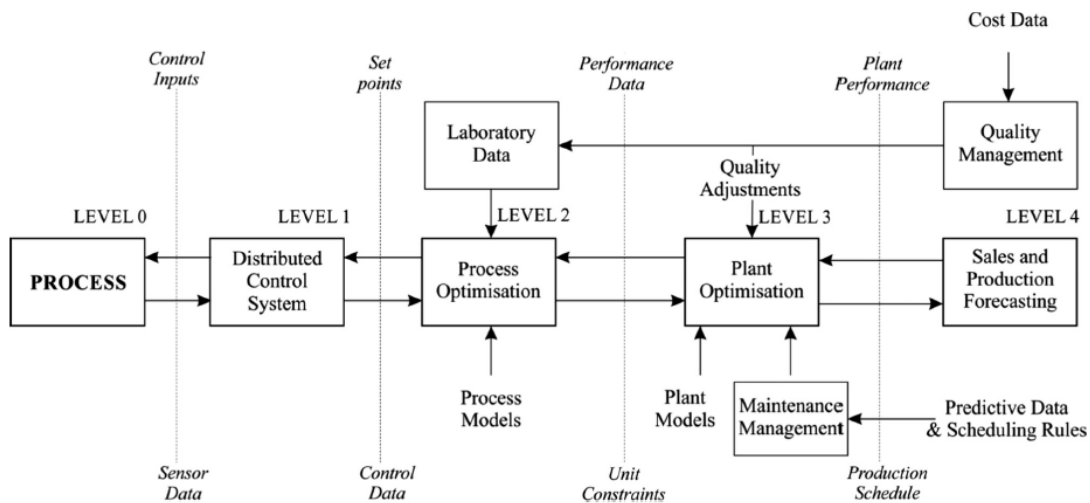 Cost Data
Control
Inputs
Set
points
Performance
Data
Plant
Performance
Laboratory
Data
Quality
Management
Quality
Adjustments
LEVEL 0
LEVEL 1
LEVEL 2
LEVEL 3
LEVEL 4
PROCESS
Distributed
Control
System
Process
Optimisation
Plant
Optimisation
Sales and
Production
Forecasting
Process
Models
Plant
Models
Maintenance
Management
Predictive Data
& Scheduling Rules
Sensor
Data
Control
Data
Unit
Constraints
Production
Schedule